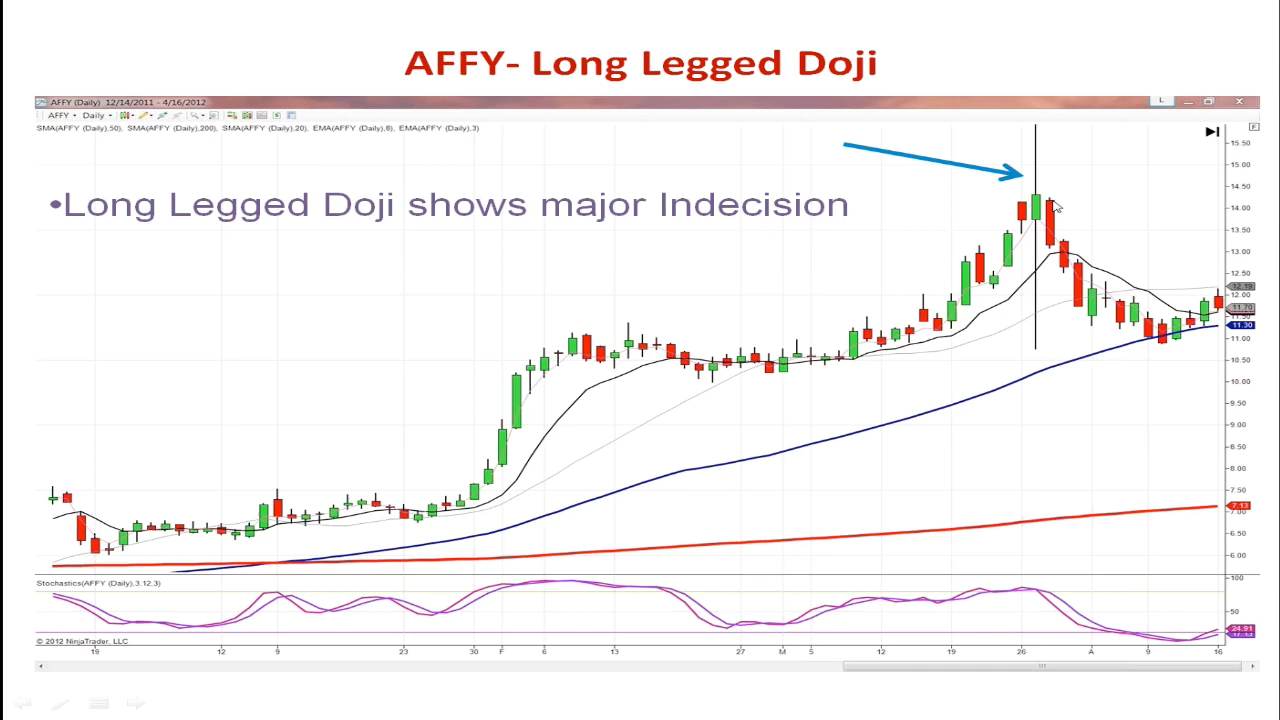 AFFY- Long Legged Doji
AFFY (Daily) 12/14/2011 - 4/16/2012
L
AFFY Daily
SMA(AFFY (Daily),50), SMA(AFFY (Daily),200), SMA(AFFY (Daily),20), EMA(AFFY (Daily),8), EMA(AFFY (Daily),3)
F
•Long Legged Doji shows major Indecision
15.50
15.00
14.50
14.00
13.50
13.00
12.50
12.19
12.00
11.70
11.50
11.30
11.00
10.50
10.00
9.50
9.00
8.50
8.00
7.50
7.13
7.00
6.50
6.00
Stochastics(AFFY (Daily),3,12,3)
100
50
24.91
17.13
© 2012 NinjaTrader, LLC
19 12 9 23 30 F 6 13 27 M 5 12 19 26 A 9 16